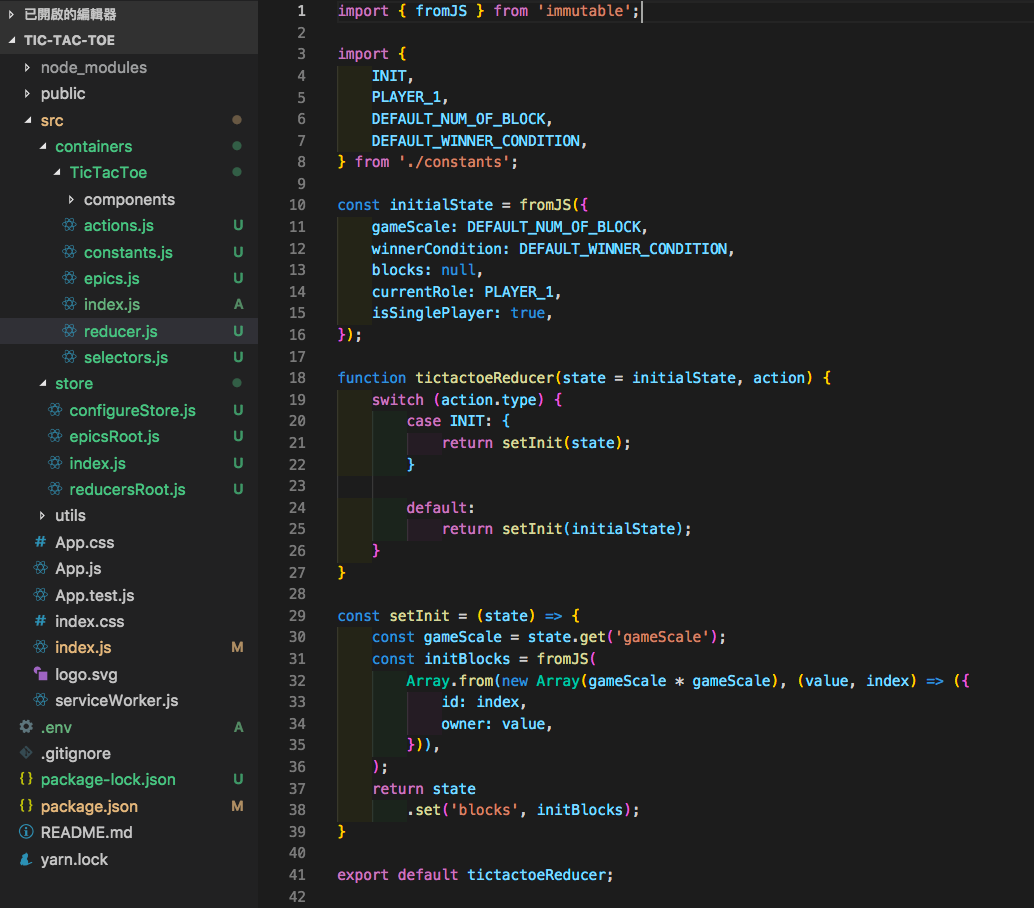 已開啟的編輯器
TIC-TAC-TOE
node_modules
public
src
containers
TicTacToe
components
actions.js U
constants.js U
epics.js U
index.js A
reducer.js U
selectors.js U
store
configureStore.js U
epicsRoot.js U
index.js U
reducersRoot.js U
utils
# App.css
App.js
App.test.js
# index.css
index.js M
logo.svg
serviceWorker.js
.env A
.gitignore
{} package-lock.json U
{} package.json M
README.md
yarn.lock
1 import { fromJS } from 'immutable';
2
3 import {
4     INIT,
5     PLAYER_1,
6     DEFAULT_NUM_OF_BLOCK,
7     DEFAULT_WINNER_CONDITION,
8 } from './constants';
9
10 const initialState = fromJS({
11     gameScale: DEFAULT_NUM_OF_BLOCK,
12     winnerCondition: DEFAULT_WINNER_CONDITION,
13     blocks: null,
14     currentRole: PLAYER_1,
15     isSinglePlayer: true,
16 });
17
18 function tictactoeReducer(state = initialState, action) {
19     switch (action.type) {
20         case INIT: {
21             return setInit(state);
22         }
23
24         default:
25             return setInit(initialState);
26     }
27 }
28
29 const setInit = (state) => {
30     const gameScale = state.get('gameScale');
31     const initBlocks = fromJS(
32         Array.from(new Array(gameScale * gameScale), (value, index) => ({
33             id: index,
34             owner: value,
35         })),
36     );
37     return state
38         .set('blocks', initBlocks);
39 }
40
41 export default tictactoeReducer;
42